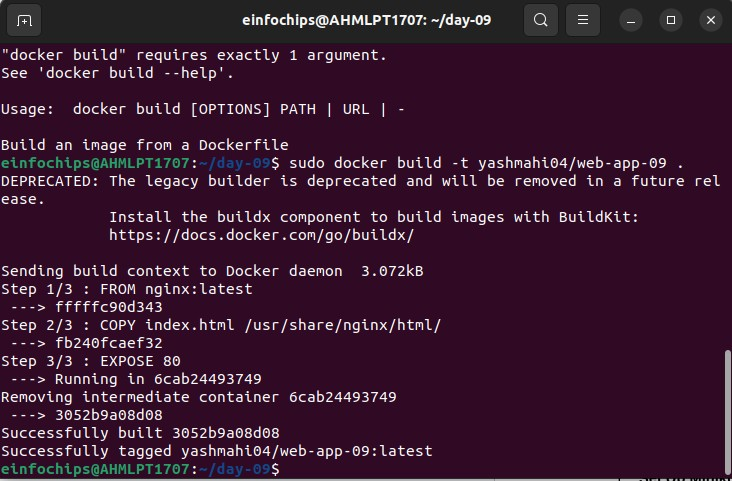 einfochips@AHMLPT1707: ~/day-09
"docker build" requires exactly 1 argument.
See 'docker build --help'.
Usage:  docker build [OPTIONS] PATH | URL | -
Build an image from a Dockerfile
einfochips@AHMLPT1707:~/day-09$ sudo docker build -t yashmahi04/web-app-09 .
DEPRECATED: The legacy builder is deprecated and will be removed in a future rel
ease.
            Install the buildx component to build images with BuildKit:
            https://docs.docker.com/go/buildx/
Sending build context to Docker daemon  3.072kB
Step 1/3 : FROM nginx:latest
 ---> fffffc90d343
Step 2/3 : COPY index.html /usr/share/nginx/html/
 ---> fb240fcaef32
Step 3/3 : EXPOSE 80
 ---> Running in 6cab24493749
Removing intermediate container 6cab24493749
 ---> 3052b9a08d08
Successfully built 3052b9a08d08
Successfully tagged yashmahi04/web-app-09:latest
einfochips@AHMLPT1707:~/day-09$